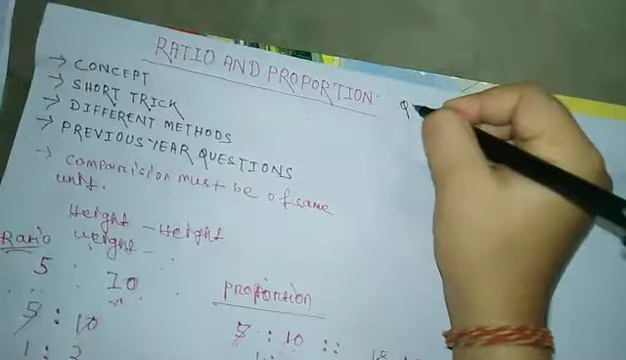 RATIO AND PROPORTION
→ CONCEPT
→ SHORT TRICK
→ DIFFERENT METHODS
→ PREVIOUS YEAR QUESTIONS
→ comparision must be of same
unit.
Height - Height
weight -
Ratio
5 : 10
5 : 10
1 : 2
proportion
5 : 10 ::